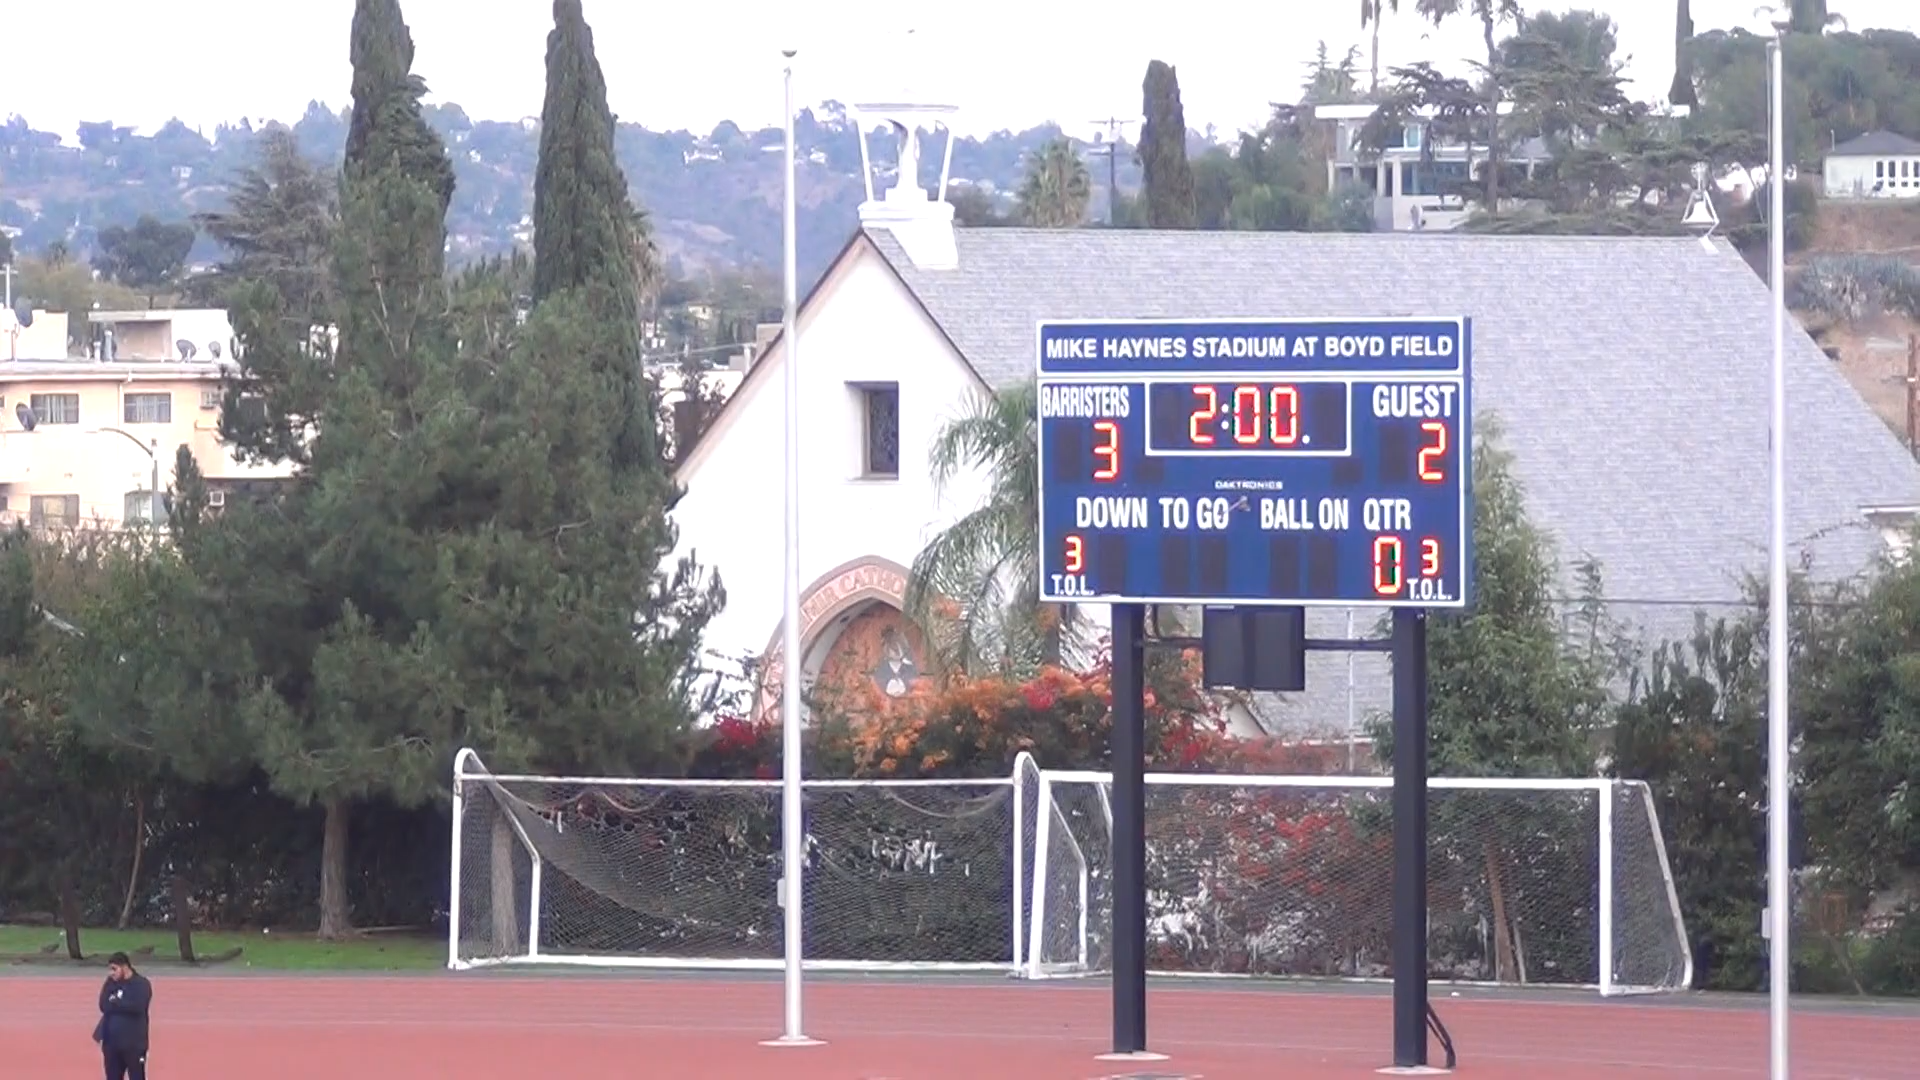 MIKE HAYNES STADIUM AT BOYD FIELD
BARRISTERS 2:00. GUEST
3 2
DAKTRONICS
DOWN TO GO BALL ON QTR
3 0 3
T.O.L. T.O.L.